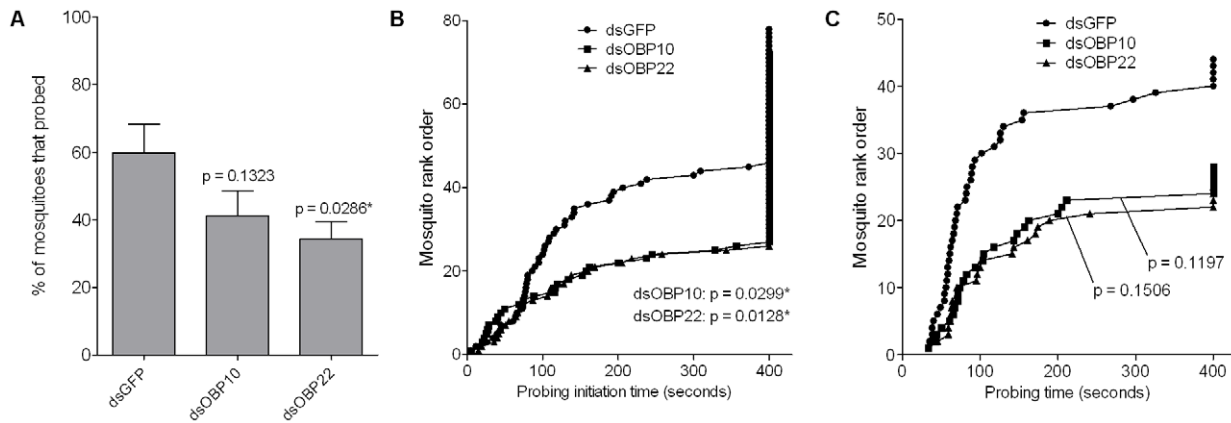 A
100
80
60
40
20
0
% of mosquitoes that probed
p = 0.1323
p = 0.0286*
dsGFP
dsOBP10
dsOBP22
B
80
60
40
20
0
Mosquito rank order
dsGFP
dsOBP10
dsOBP22
dsOBP10: p = 0.0299*
dsOBP22: p = 0.0128*
0 100 200 300 400
Probing initiation time (seconds)
C
50
40
30
20
10
0
Mosquito rank order
dsGFP
dsOBP10
dsOBP22
p = 0.1197
p = 0.1506
0 100 200 300 400
Probing time (seconds)